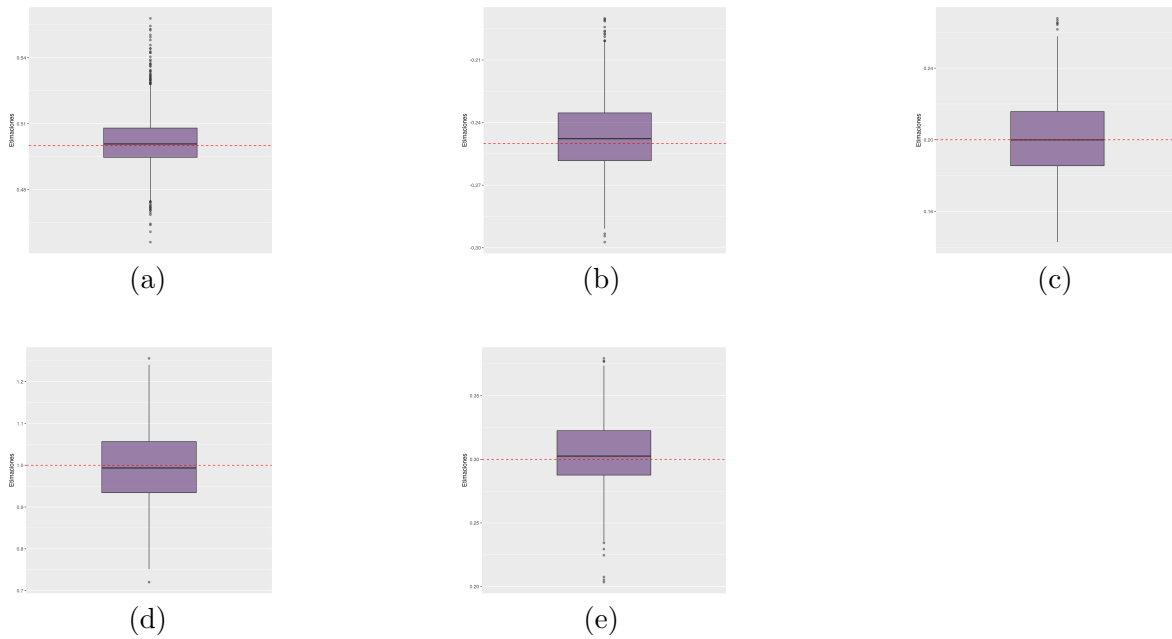 0.54
0.51
0.48
Estimaciones
(a)
-0.21
-0.24
-0.27
-0.30
Estimaciones
(b)
0.24
0.20
0.16
Estimaciones
(c)
1.2
1.1
1.0
0.9
0.8
0.7
Estimaciones
(d)
0.35
0.30
0.25
0.20
Estimaciones
(e)